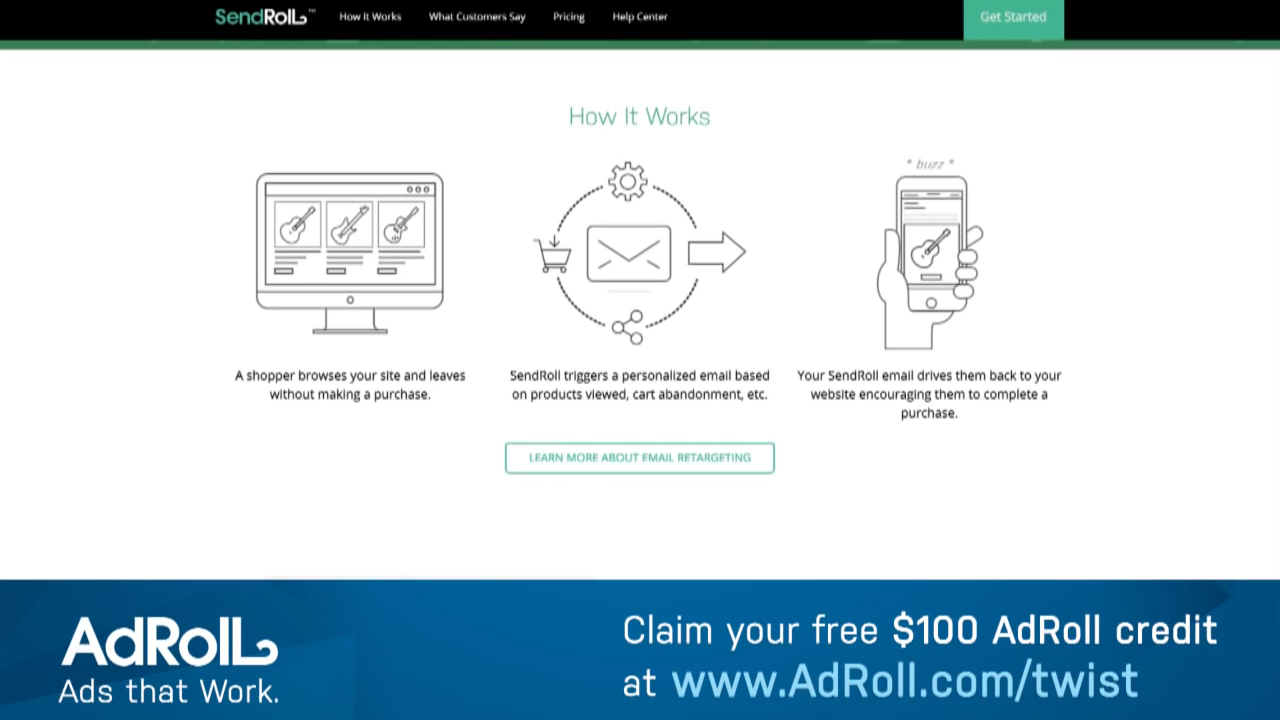 SendRoll™ How It Works What Customers Say Pricing Help Center Get Started
How It Works
* buzz *
A shopper browses your site and leaves
without making a purchase.
SendRoll triggers a personalized email based
on products viewed, cart abandonment, etc.
Your SendRoll email drives them back to your
website encouraging them to complete a
purchase.
LEARN MORE ABOUT EMAIL RETARGETING
AdRoll
Ads that Work.
Claim your free $100 AdRoll credit
at www.AdRoll.com/twist